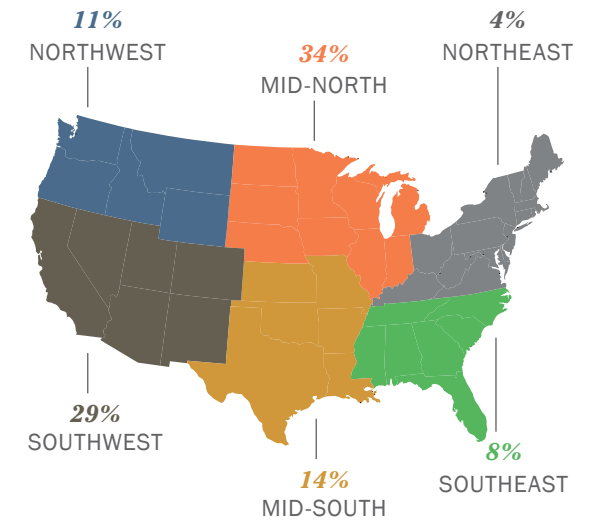 11%
NORTHWEST
34%
MID-NORTH
4%
NORTHEAST
29%
SOUTHWEST
14%
MID-SOUTH
8%
SOUTHEAST